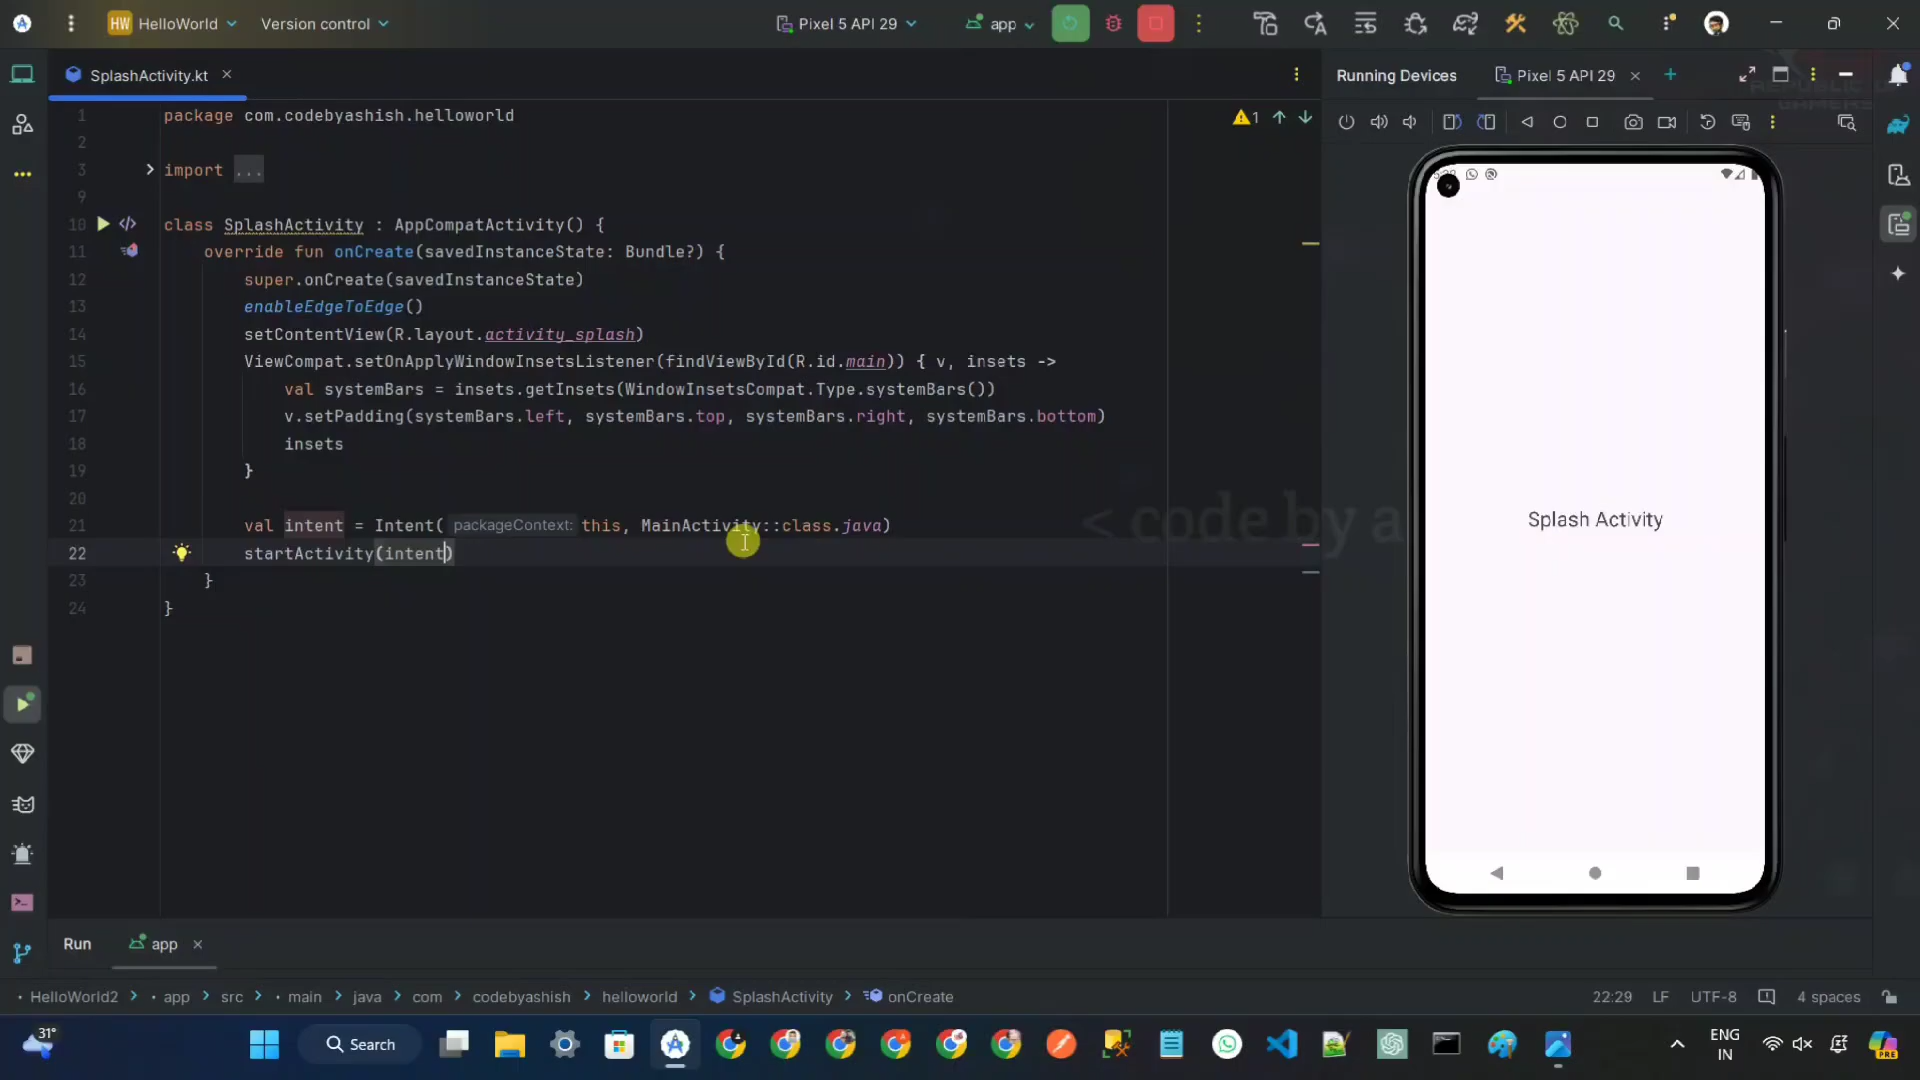 HW HelloWorld Version control Pixel 5 API 29 app
SplashActivity.kt
Running Devices Pixel 5 API 29
1 package com.codebyashish.helloworld
1
2
3 import ...
9
10 class SplashActivity : AppCompatActivity() {
11 override fun onCreate(savedInstanceState: Bundle?) {
12 super.onCreate(savedInstanceState)
13 enableEdgeToEdge()
14 setContentView(R.layout.activity_splash)
15 ViewCompat.setOnApplyWindowInsetsListener(findViewById(R.id.main)) { v, insets ->
16 val systemBars = insets.getInsets(WindowInsetsCompat.Type.systemBars())
17 v.setPadding(systemBars.left, systemBars.top, systemBars.right, systemBars.bottom)
18 insets
19 }
20
21 val intent = Intent( packageContext: this, MainActivity::class.java)
22 startActivity(intent)
23 }
24 }
< code by a
Splash Activity
Run app
HelloWorld2 > app > src > main > java > com > codebyashish > helloworld > SplashActivity > onCreate
22:29 LF UTF-8 4 spaces
31°
Search
ENG
IN
PRE